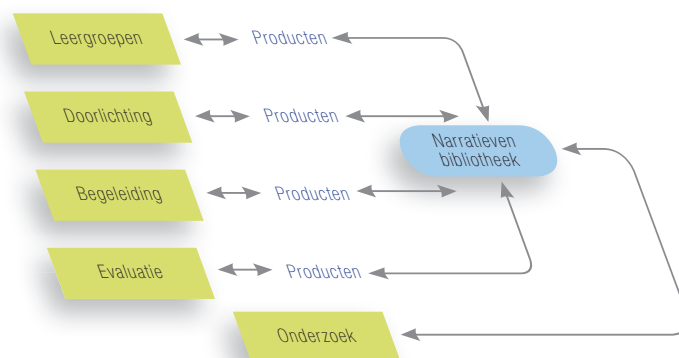 Leergroepen
Producten
Doorlichting
Producten
Narratieven
bibliotheek
Begeleiding
Producten
Evaluatie
Producten
Onderzoek